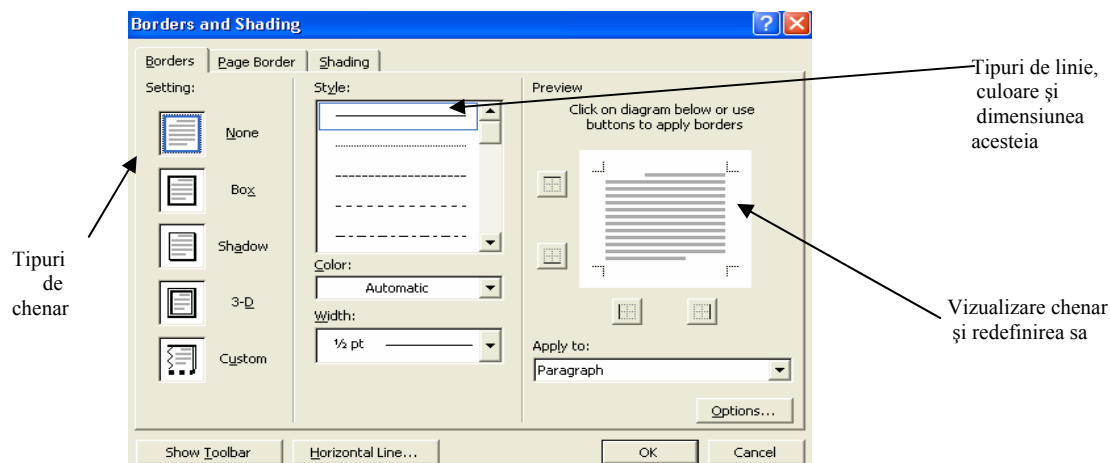 Borders and Shading
Borders
Page Border
Shading
Setting:
None
Box
Shadow
3-D
Custom
Style:
Color:
Automatic
Width:
½ pt
Preview
Click on diagram below or use
buttons to apply borders
Apply to:
Paragraph
Options...
Show Toolbar
Horizontal Line...
OK
Cancel
Tipuri
de
chenar
Tipuri de linie,
culoare şi
dimensiunea
acesteia
Vizualizare chenar
şi redefinirea sa